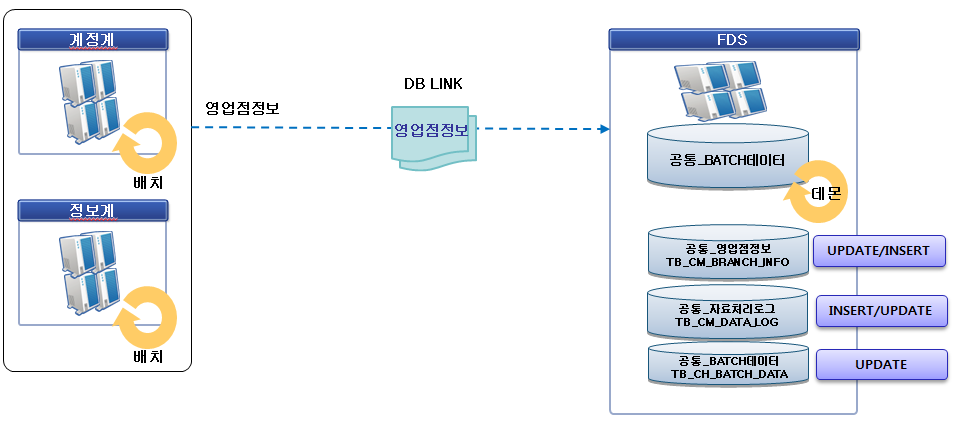 계정계
배치
정보계
배치
영업점정보
DB LINK
영업점정보
FDS
공통_BATCH데이터
데몬
공통_영업점정보
TB_CM_BRANCH_INFO
UPDATE/INSERT
공통_자료처리로그
TB_CM_DATA_LOG
INSERT/UPDATE
공통_BATCH데이터
TB_CH_BATCH_DATA
UPDATE